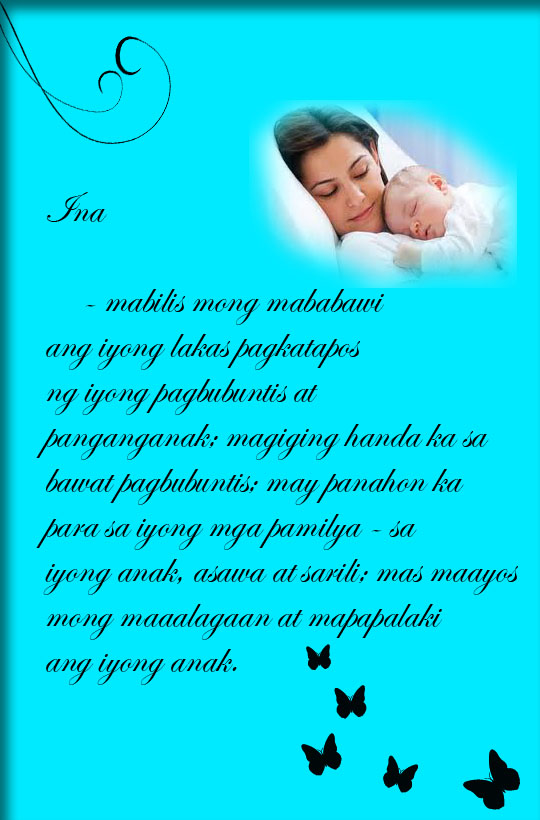 Ina
- mabilis mong mababawi
ang iyong lakas pagkatapos
ng iyong pagbubuntis at
panganganak; magiging handa ka sa
bawat pagbubuntis; may panahon ka
para sa iyong mga pamilya - sa
iyong anak, asawa at sarili; mas maayos
mong maaalagaan at mapapalaki
ang iyong anak.